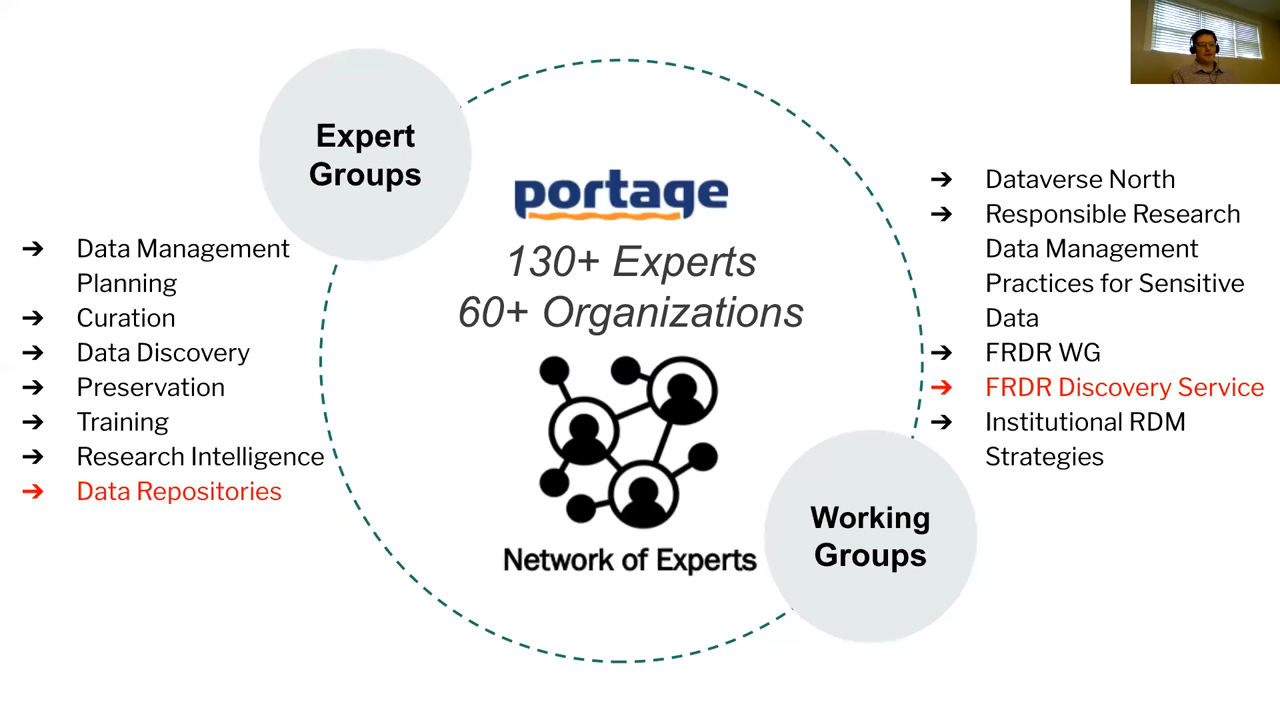 Expert
Groups
➔ Data Management
Planning
➔ Curation
➔ Data Discovery
➔ Preservation
➔ Training
➔ Research Intelligence
➔ Data Repositories
portage
130+ Experts
60+ Organizations
Network of Experts
➔ Dataverse North
➔ Responsible Research
Data Management
Practices for Sensitive
Data
➔ FRDR WG
➔ FRDR Discovery Service
➔ Institutional RDM
Strategies
Working
Groups